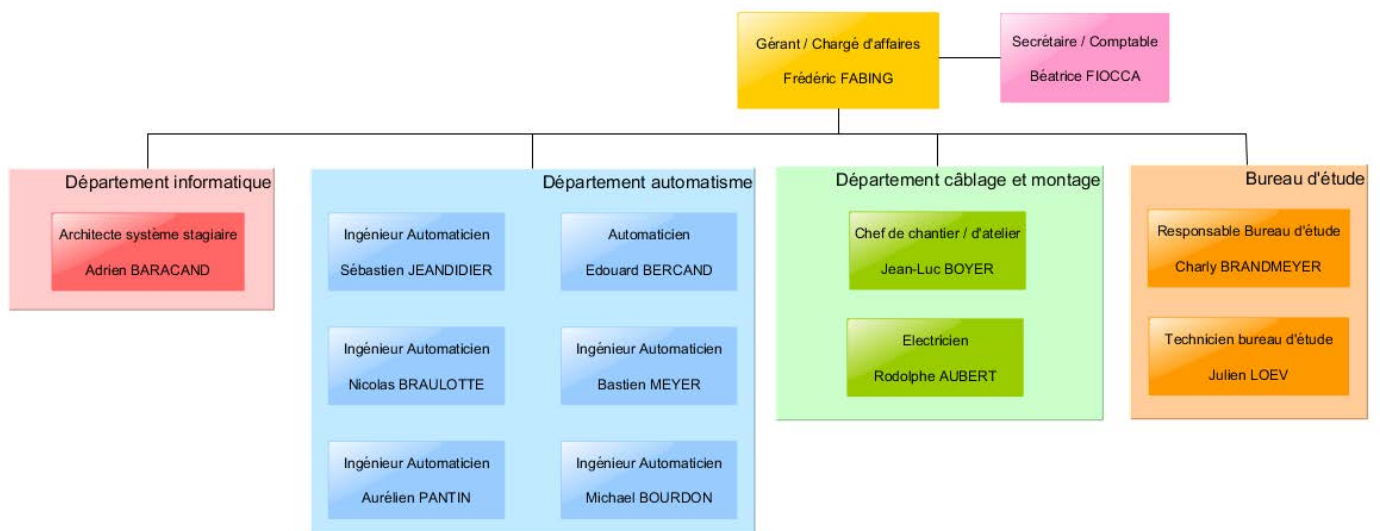 Gérant / Chargé d'affaires
Frédéric FABING
Secrétaire / Comptable
Béatrice FIOCCA
Département informatique
Architecte système stagiaire
Adrien BARACAND
Département automatisme
Ingénieur Automaticien
Sébastien JEANDIDIER
Automaticien
Edouard BERCAND
Ingénieur Automaticien
Nicolas BRAULOTTE
Ingénieur Automaticien
Bastien MEYER
Ingénieur Automaticien
Aurélien PANTIN
Ingénieur Automaticien
Michael BOURDON
Département câblage et montage
Chef de chantier / d'atelier
Jean-Luc BOYER
Electricien
Rodolphe AUBERT
Bureau d'étude
Responsable Bureau d'étude
Charly BRANDMEYER
Technicien bureau d'étude
Julien LOEV